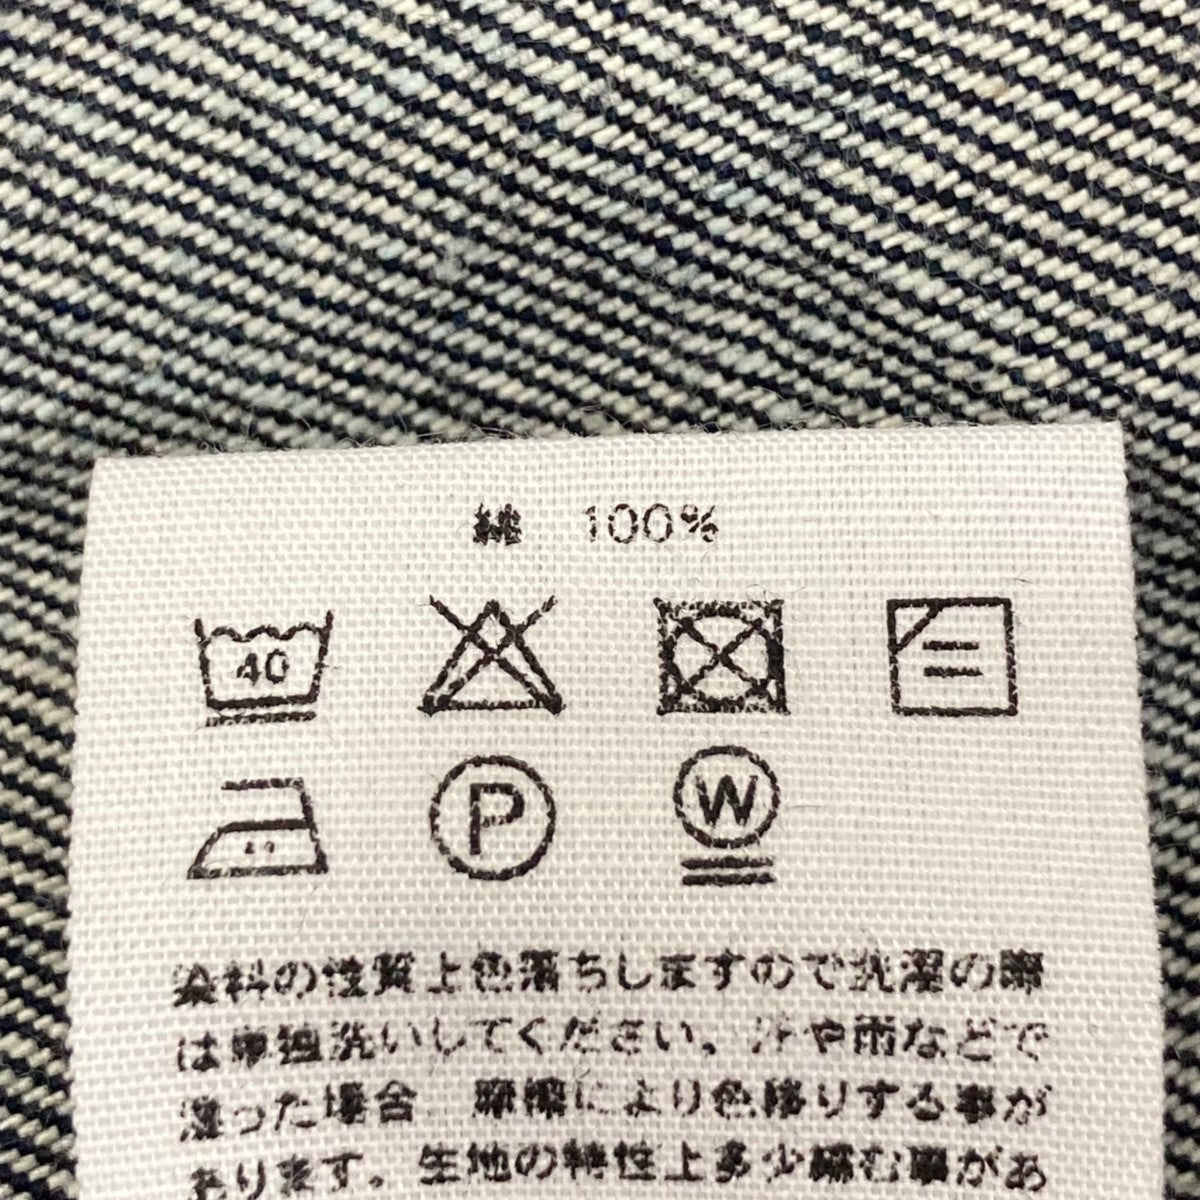 綿 100%
40
P
W
染料の性質上色落ちしますので洗濯の際
は単独洗いしてください。汗や雨などで
湿った場合 摩擦により色移りする事が
あります。生地の特性上多少縮む事があ